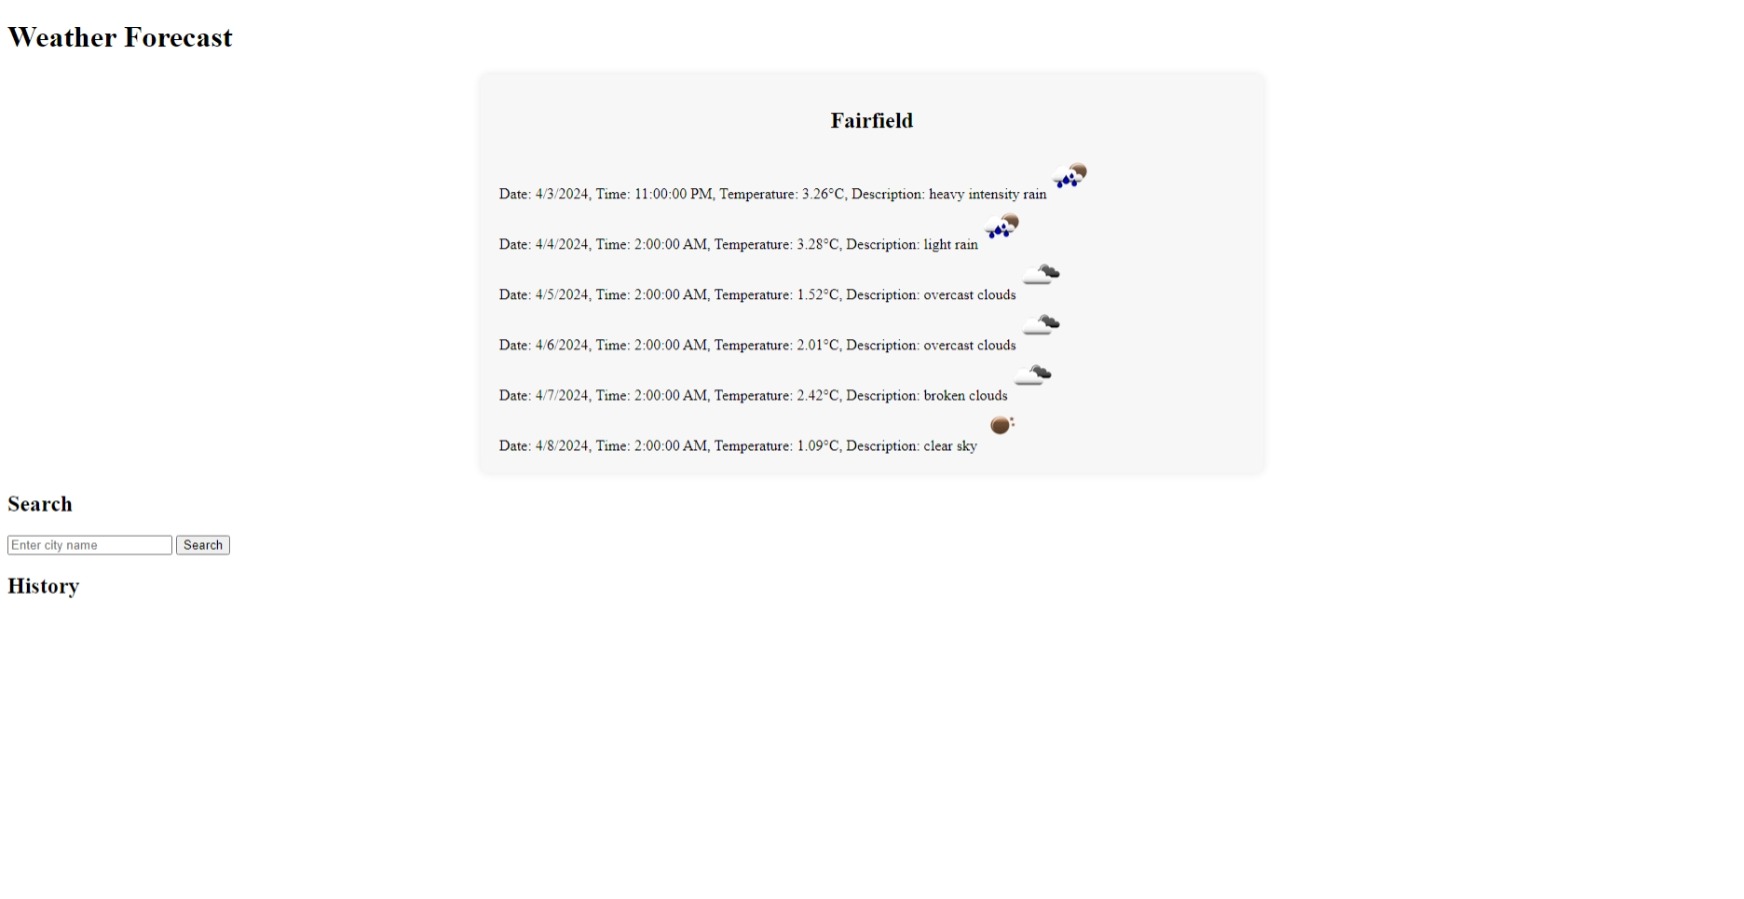 Weather Forecast
Fairfield
Date: 4/3/2024, Time: 11:00:00 PM, Temperature: 3.26°C, Description: heavy intensity rain
Date: 4/4/2024, Time: 2:00:00 AM, Temperature: 3.28°C, Description: light rain
Date: 4/5/2024, Time: 2:00:00 AM, Temperature: 1.52°C, Description: overcast clouds
Date: 4/6/2024, Time: 2:00:00 AM, Temperature: 2.01°C, Description: overcast clouds
Date: 4/7/2024, Time: 2:00:00 AM, Temperature: 2.42°C, Description: broken clouds
Date: 4/8/2024, Time: 2:00:00 AM, Temperature: 1.09°C, Description: clear sky
Search
Enter city name Search
History